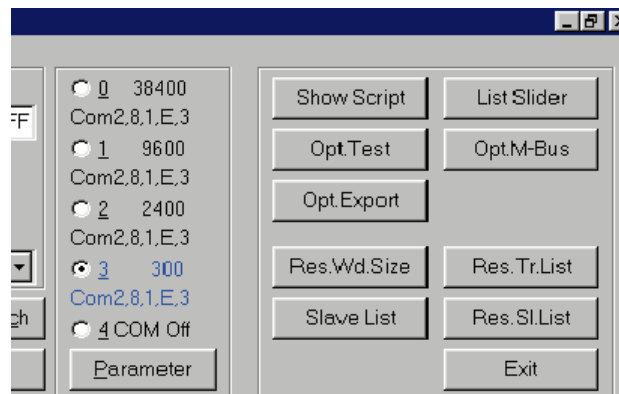 FF
0 38400
Com2,8,1,E,3
1 9600
Com2,8,1,E,3
2 2400
Com2,8,1,E,3
3 300
Com2,8,1,E,3
4 COM Off
Parameter
ch
Show Script
List Slider
Opt.Test
Opt.M-Bus
Opt.Export
Res.Wd.Size
Res.Tr.List
Slave List
Res.Sl.List
Exit